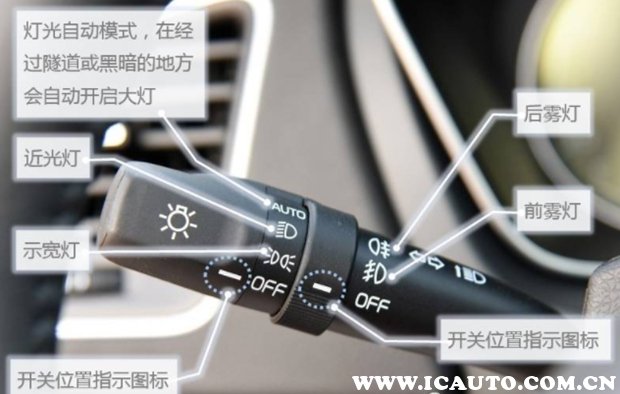 灯光自动模式，在经
过隧道或黑暗的地方
会自动开启大灯
后雾灯
近光灯
前雾灯
AUTO
示宽灯
OFF
OFF
开关位置指示图标
开关位置指示图标
WWW.ICAUTO.COM.CN